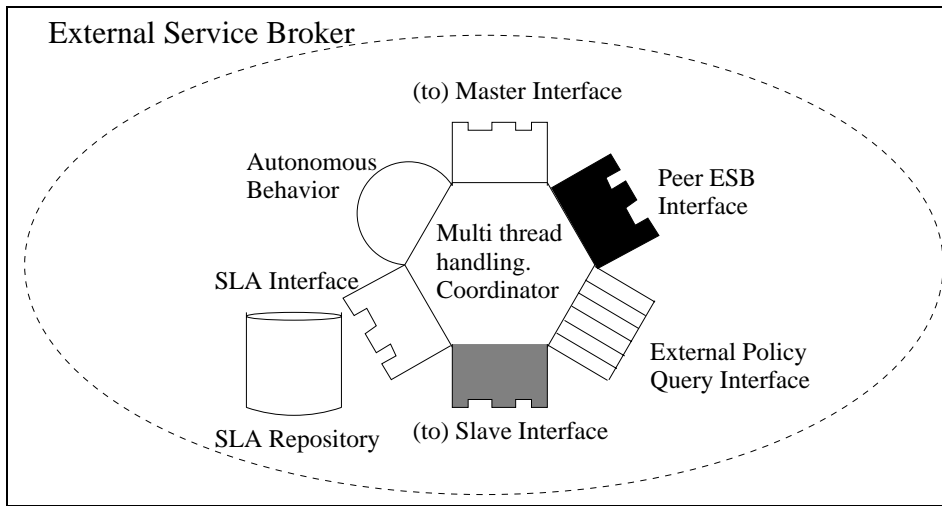 External Service Broker
(to) Master Interface
Autonomous
Behavior
Peer ESB
Interface
Multi thread
handling.
Coordinator
SLA Interface
External Policy
Query Interface
SLA Repository
(to) Slave Interface